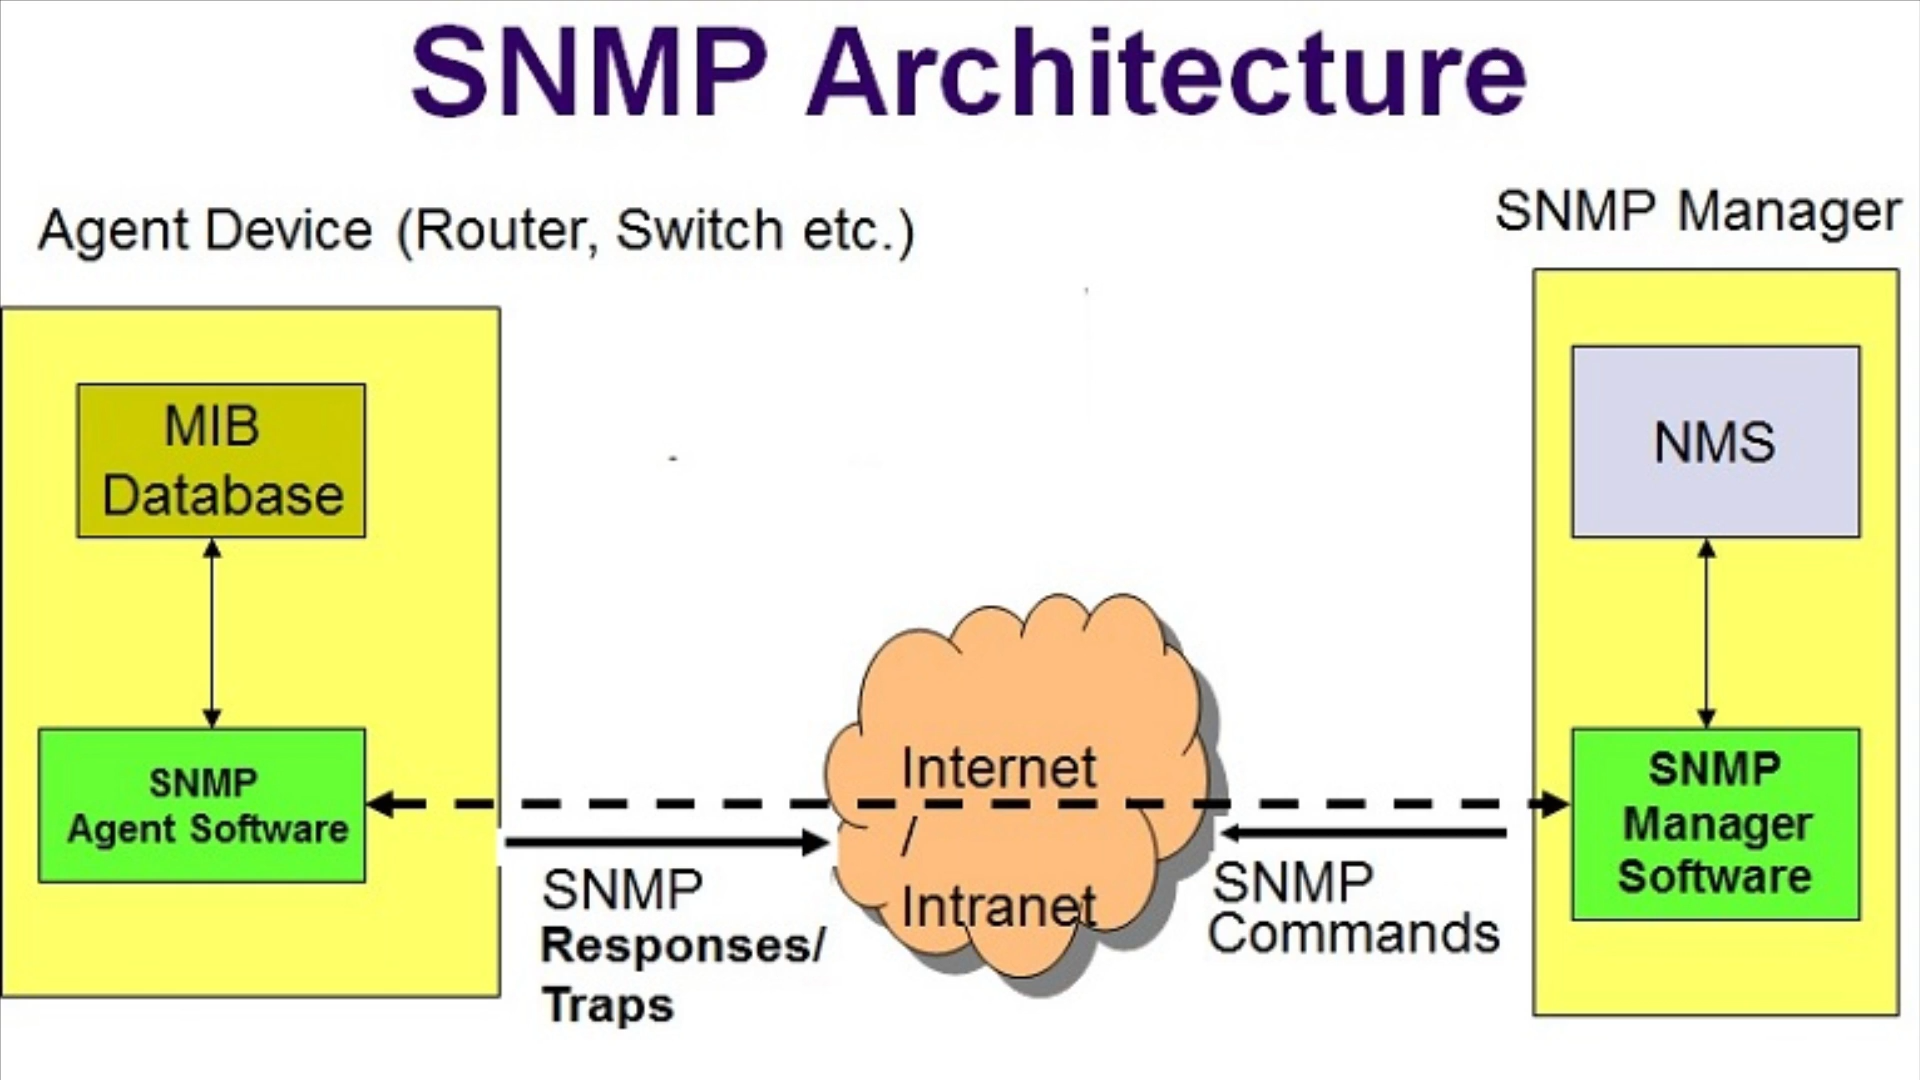 SNMP Architecture
Agent Device (Router, Switch etc.)
SNMP Manager
MIB
Database
NMS
SNMP
Agent Software
SNMP
Responses/
Traps
Internet
/
Intranet
SNMP
Commands
SNMP
Manager
Software